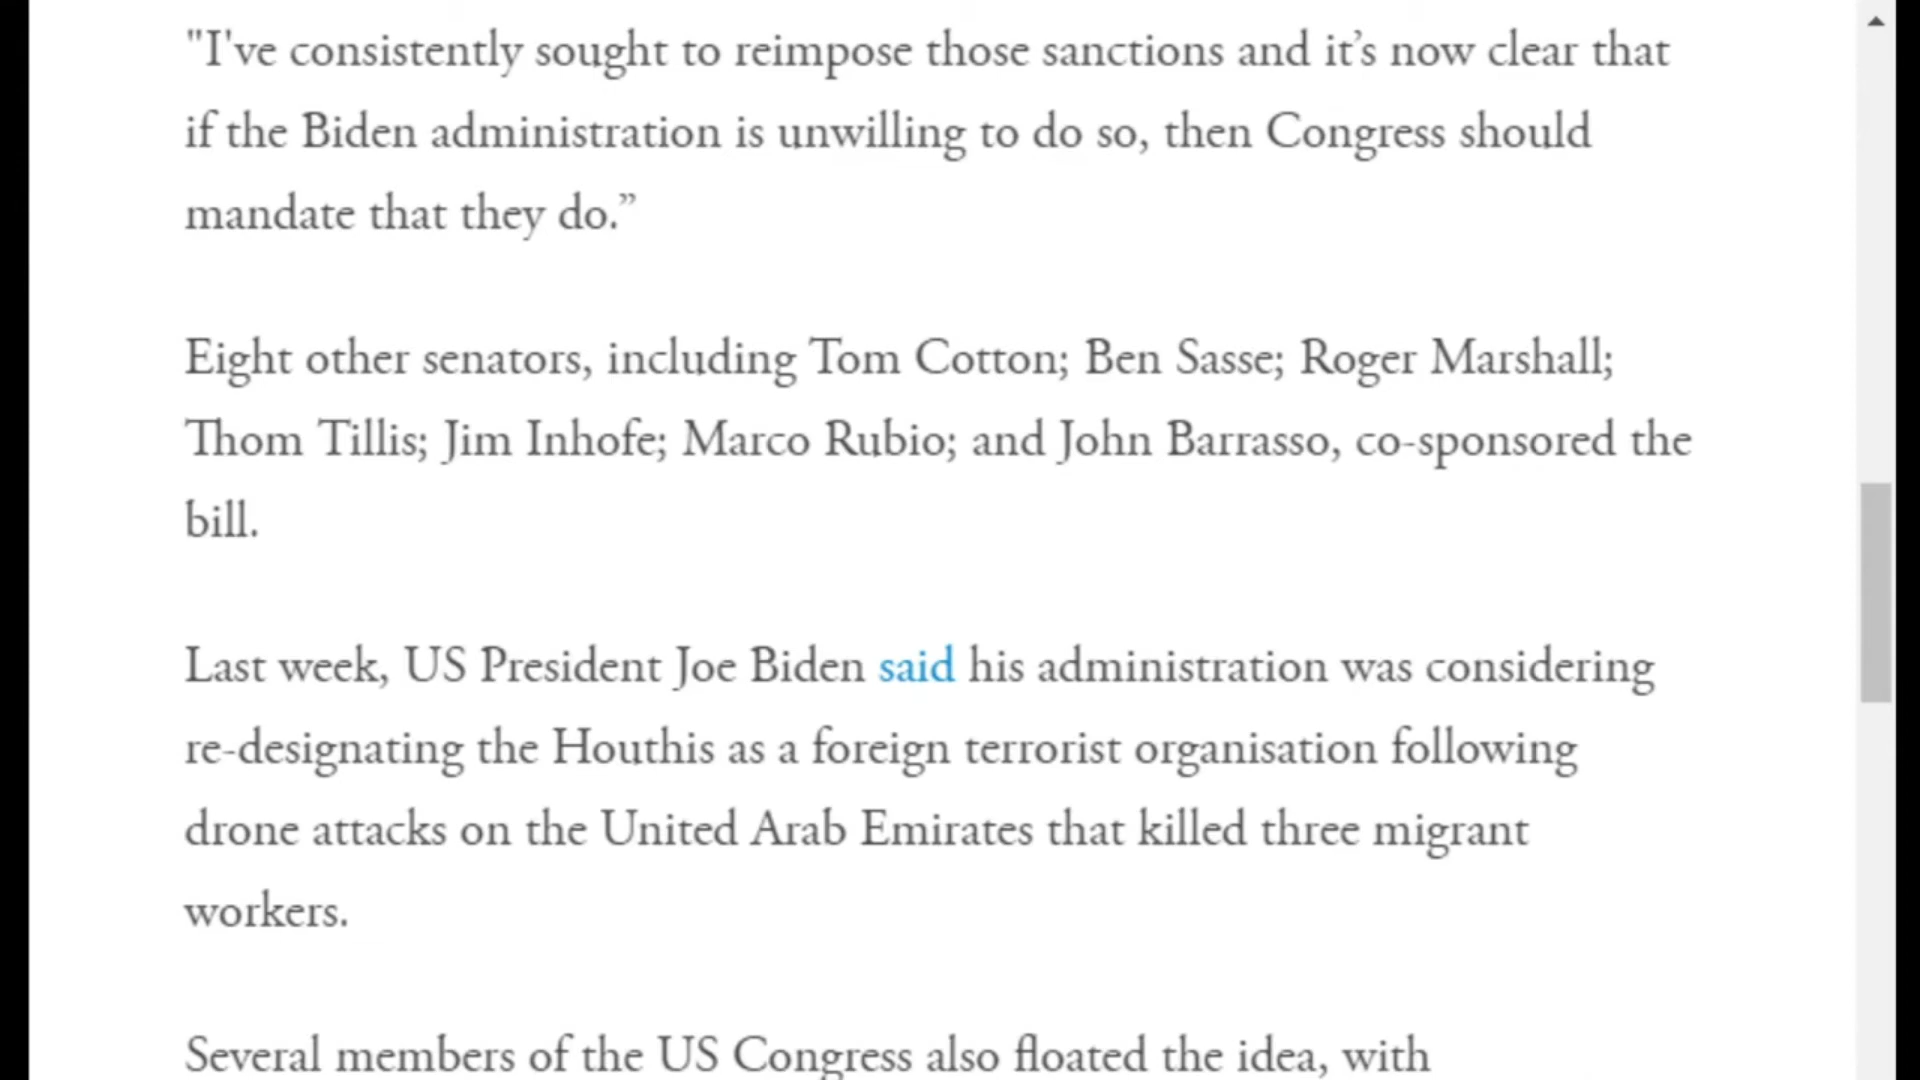 "I've consistently sought to reimpose those sanctions and it’s now clear that
if the Biden administration is unwilling to do so, then Congress should
mandate that they do.”
Eight other senators, including Tom Cotton; Ben Sasse; Roger Marshall;
Thom Tillis; Jim Inhofe; Marco Rubio; and John Barrasso, co-sponsored the
bill.
Last week, US President Joe Biden said his administration was considering
re-designating the Houthis as a foreign terrorist organisation following
drone attacks on the United Arab Emirates that killed three migrant
workers.
Several members of the US Congress also floated the idea, with